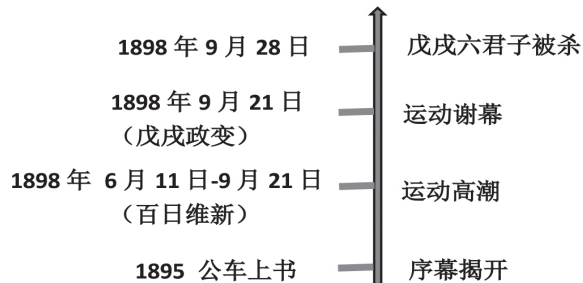 1898 年 9 月 28 日 戊戌六君子被杀
1898 年 9 月 21 日
（戊戌政变） 运动谢幕
1898 年 6 月 11 日-9 月 21 日
（百日维新） 运动高潮
1895 公车上书 序幕揭开